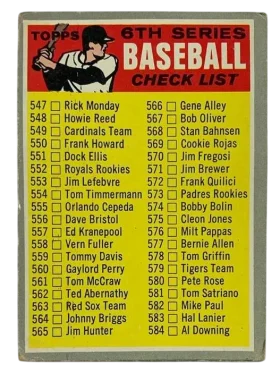 TOPPS
6TH SERIES
BASEBALL
CHECK LIST
547 Rick Monday
548 Howie Reed
549 Cardinals Team
550 Frank Howard
551 Dock Ellis
552 Royals Rookies
553 Jim Lefebvre
554 Tom Timmermann
555 Orlando Cepeda
556 Dave Bristol
557 Ed Kranepool
558 Vern Fuller
559 Tommy Davis
560 Gaylord Perry
561 Tom McCraw
562 Ted Abernathy
563 Red Sox Team
564 Johnny Briggs
565 Jim Hunter
566 Gene Alley
567 Bob Oliver
568 Stan Bahnsen
569 Cookie Rojas
570 Jim Fregosi
571 Jim Brewer
572 Frank Quilici
573 Padres Rookies
574 Bobby Bolin
575 Cleon Jones
576 Milt Pappas
577 Bernie Allen
578 Tom Griffin
579 Tigers Team
580 Pete Rose
581 Tom Satriano
582 Mike Paul
583 Hal Lanier
584 Al Downing